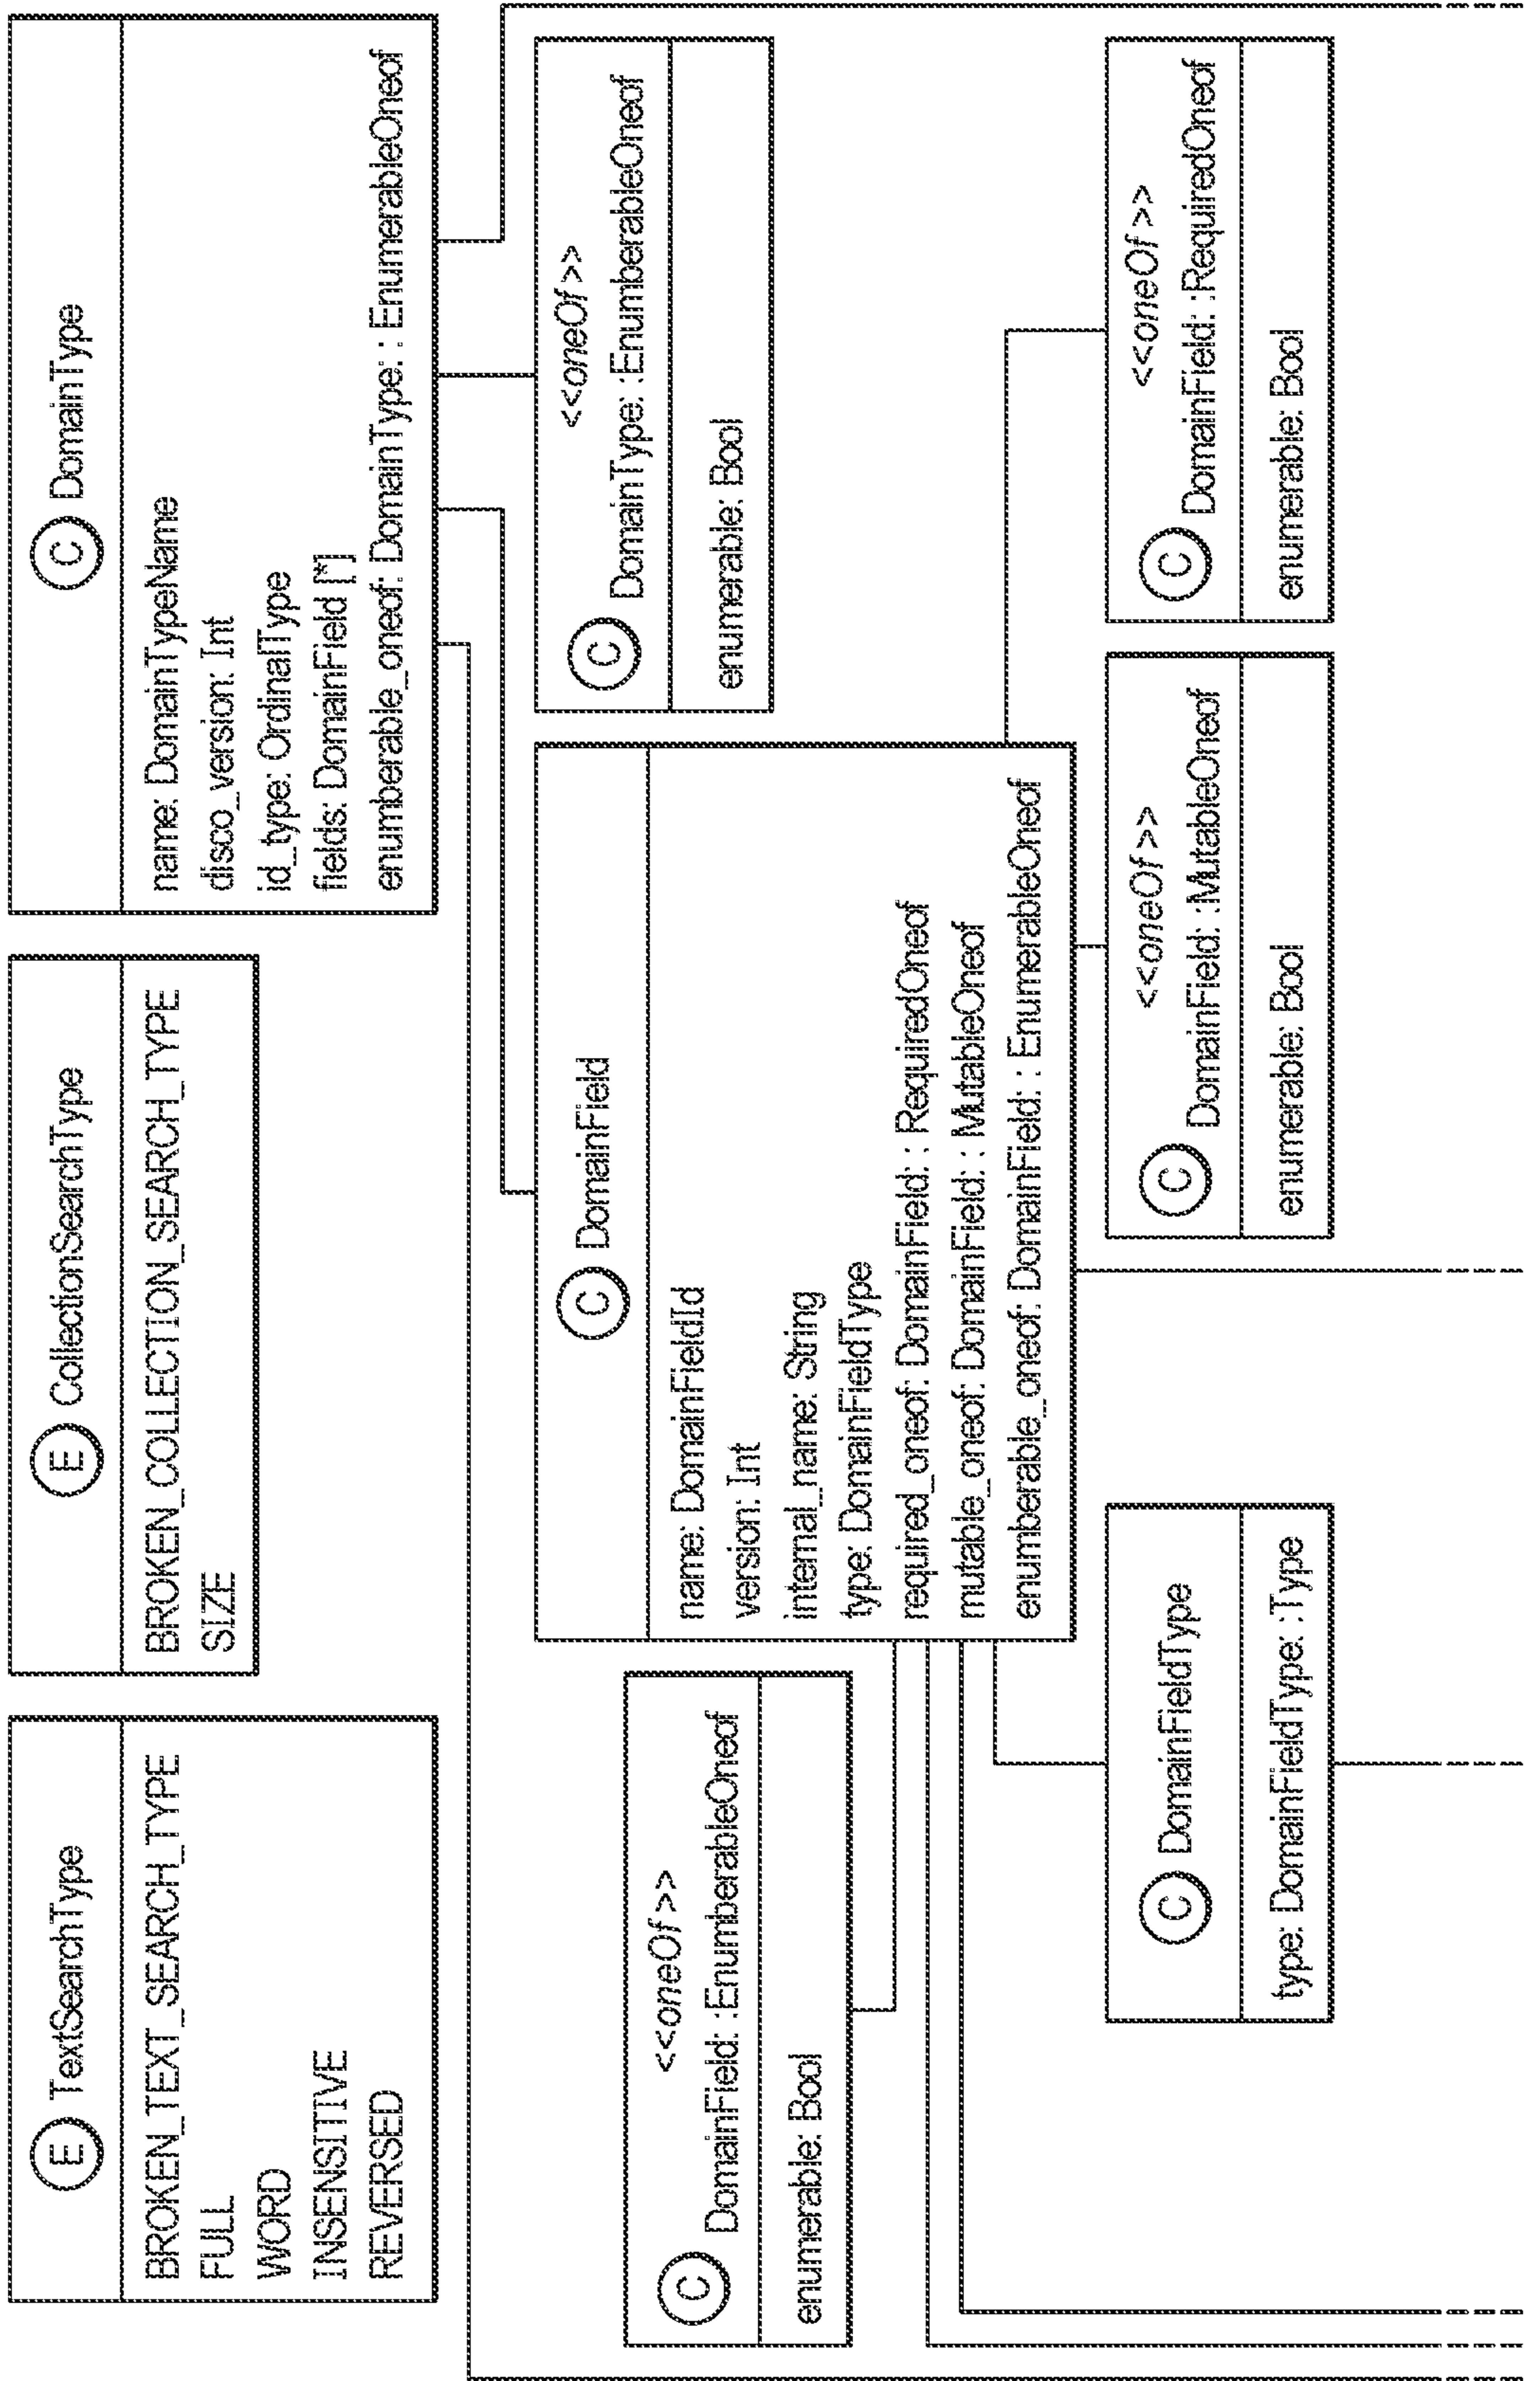 E TextSearchType
BROKEN_TEXT_SEARCH_TYPE
FULL
WORD
INSENSITIVE
REVERSED
E CollectionSearchType
BROKEN_COLLECTION_SEARCH_TYPE
SIZE
C DomainType
name: DomainTypeName
disco_version: Int
id_type: OrdinalType
fields: DomainField [*]
enumberable_oneof: DomainType: : EnumerableOneof
<<oneOf>>
C DomainField: :EnumberableOneof
enumerable: Bool
C DomainField
name: DomainFieldId
version: Int
internal_name: String
type: DomainFieldType
required_oneof: DomainField: : RequiredOneof
mutable_oneof: DomainField: : MutableOneof
enumberable_oneof: DomainField: : EnumerableOneof
<<oneOf>>
C DomainType: :EnumberableOneof
enumerable: Bool
C DomainFieldType
type: DomainFieldType: :Type
<<oneOf>>
C DomainField: :MutableOneof
enumerable: Bool
<<oneOf>>
C DomainField: :RequiredOneof
enumerable: Bool